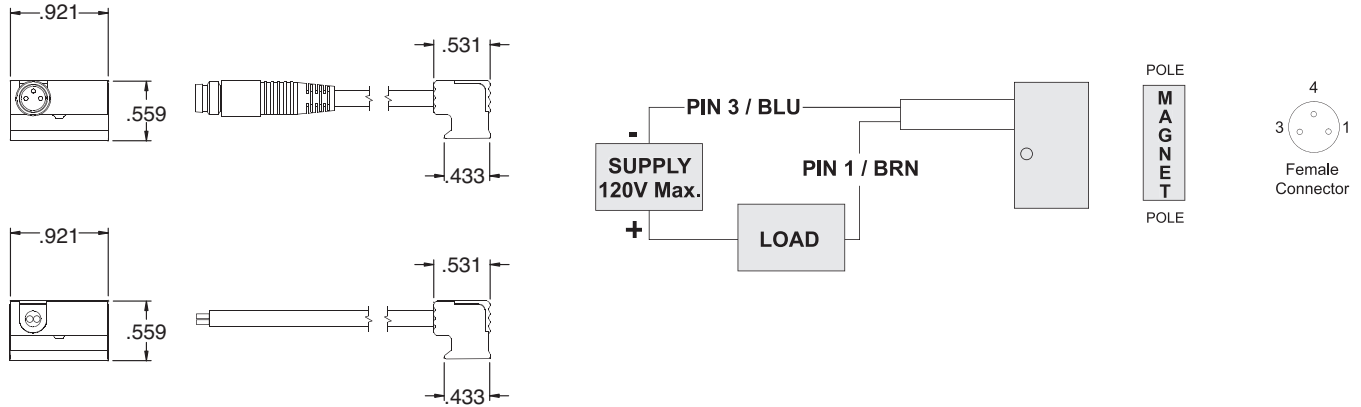 .921
.559
.531
.433
.921
.559
.531
.433
PIN 3 / BLU
-
SUPPLY
120V Max.
+
PIN 1 / BRN
LOAD
POLE
MAGNET
POLE
4
3 1
Female
Connector